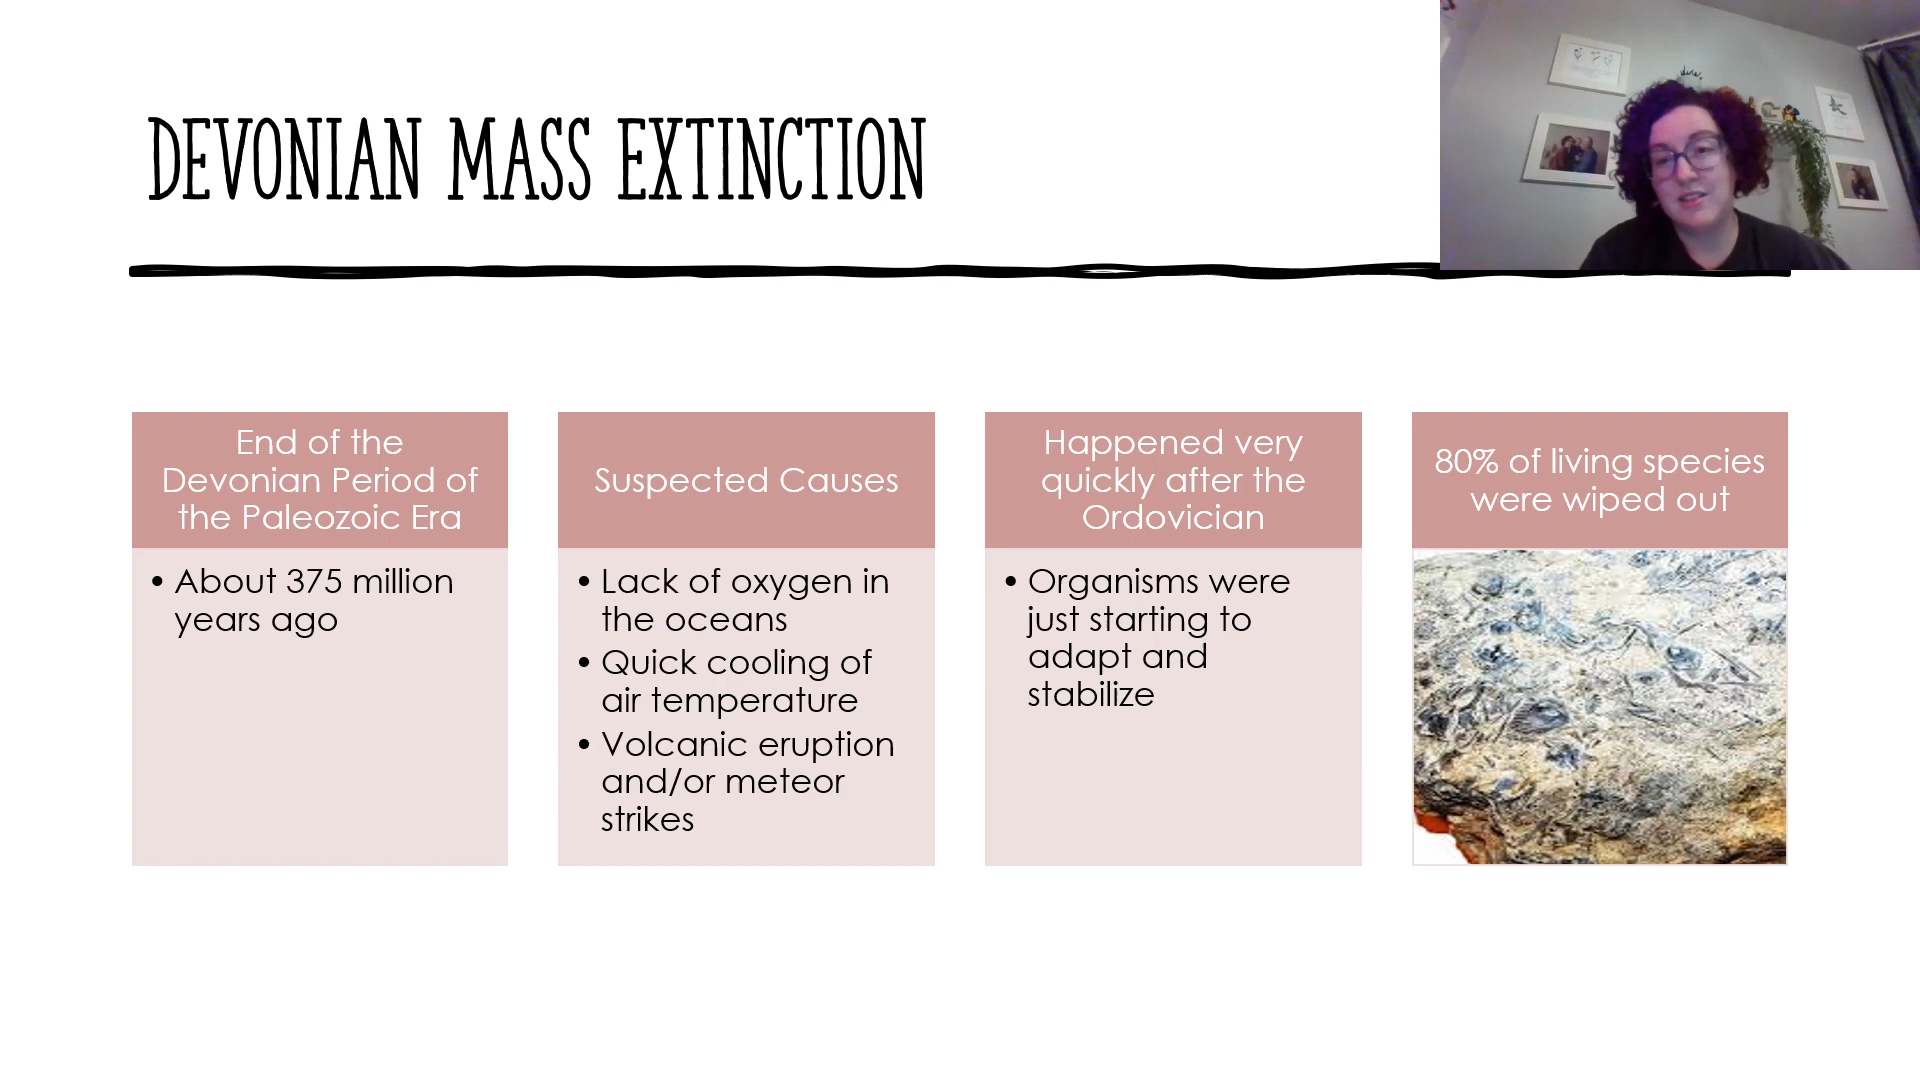 DEVONIAN MASS EXTINCTION
End of the
Devonian Period of
the Paleozoic Era
• About 375 million
years ago
Suspected Causes
• Lack of oxygen in
the oceans
• Quick cooling of
air temperature
• Volcanic eruption
and/or meteor
strikes
Happened very
quickly after the
Ordovician
• Organisms were
just starting to
adapt and
stabilize
80% of living species
were wiped out